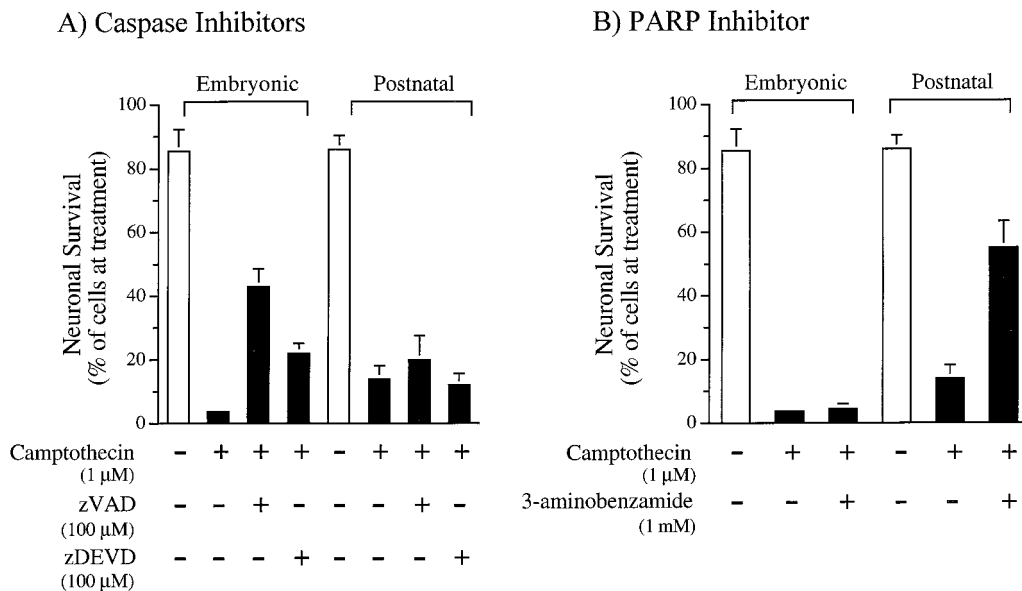 A) Caspase Inhibitors
Embryonic Postnatal
100
80
60
40
20
0
Neuronal Survival
(% of cells at treatment)
Camptothecin - + + + - + + +
(1 µM)
zVAD - - + - - - + -
(100 µM)
zDEVD - - - + - - - +
(100 µM)
B) PARP Inhibitor
Embryonic Postnatal
100
80
60
40
20
0
Neuronal Survival
(% of cells at treatment)
Camptothecin - + + - + +
(1 µM)
3-aminobenzamide - - + - - +
(1 mM)